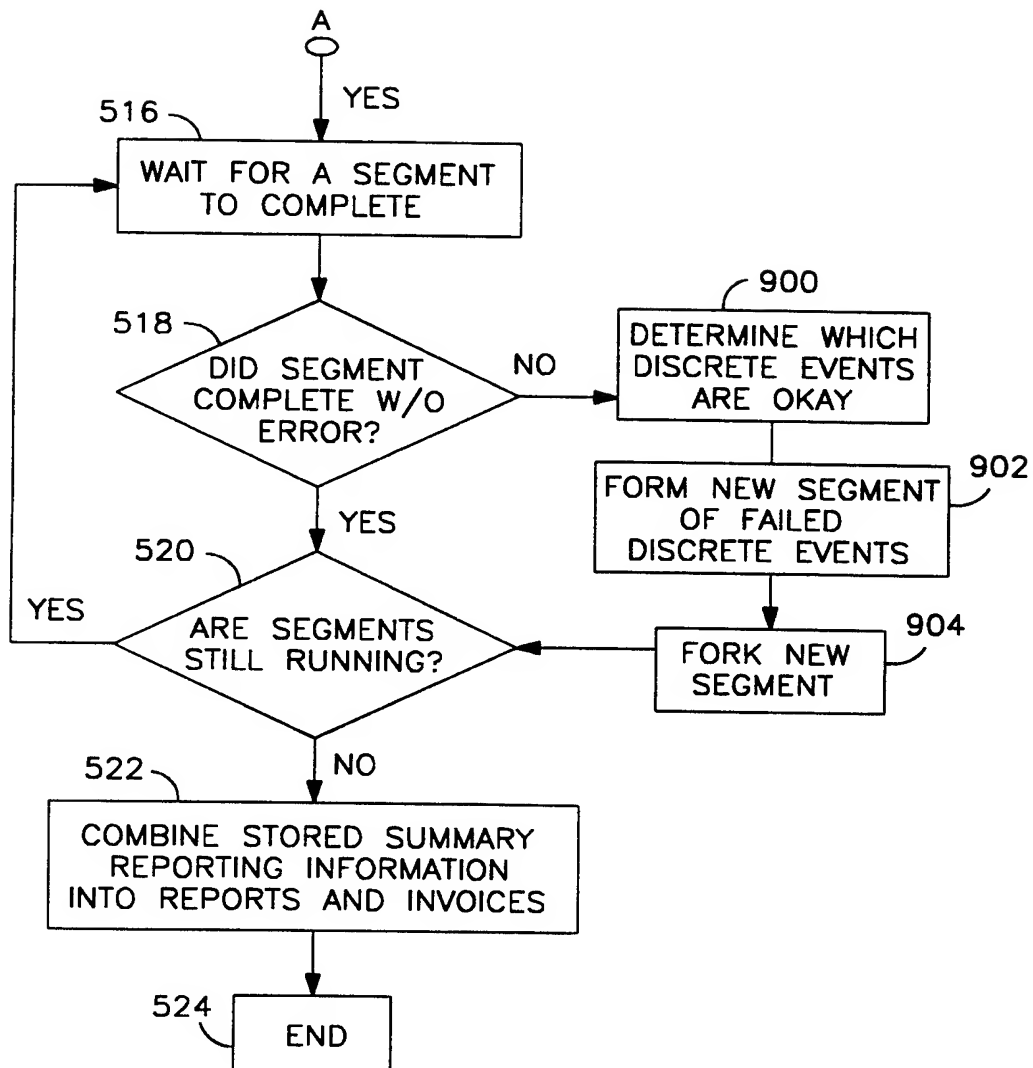 A
YES
516
WAIT FOR A SEGMENT
TO COMPLETE
518
DID SEGMENT
COMPLETE W/O
ERROR?
NO
900
DETERMINE WHICH
DISCRETE EVENTS
ARE OKAY
902
FORM NEW SEGMENT
OF FAILED
DISCRETE EVENTS
YES
520
YES
ARE SEGMENTS
STILL RUNNING?
904
FORK NEW
SEGMENT
NO
522
COMBINE STORED SUMMARY
REPORTING INFORMATION
INTO REPORTS AND INVOICES
524
END